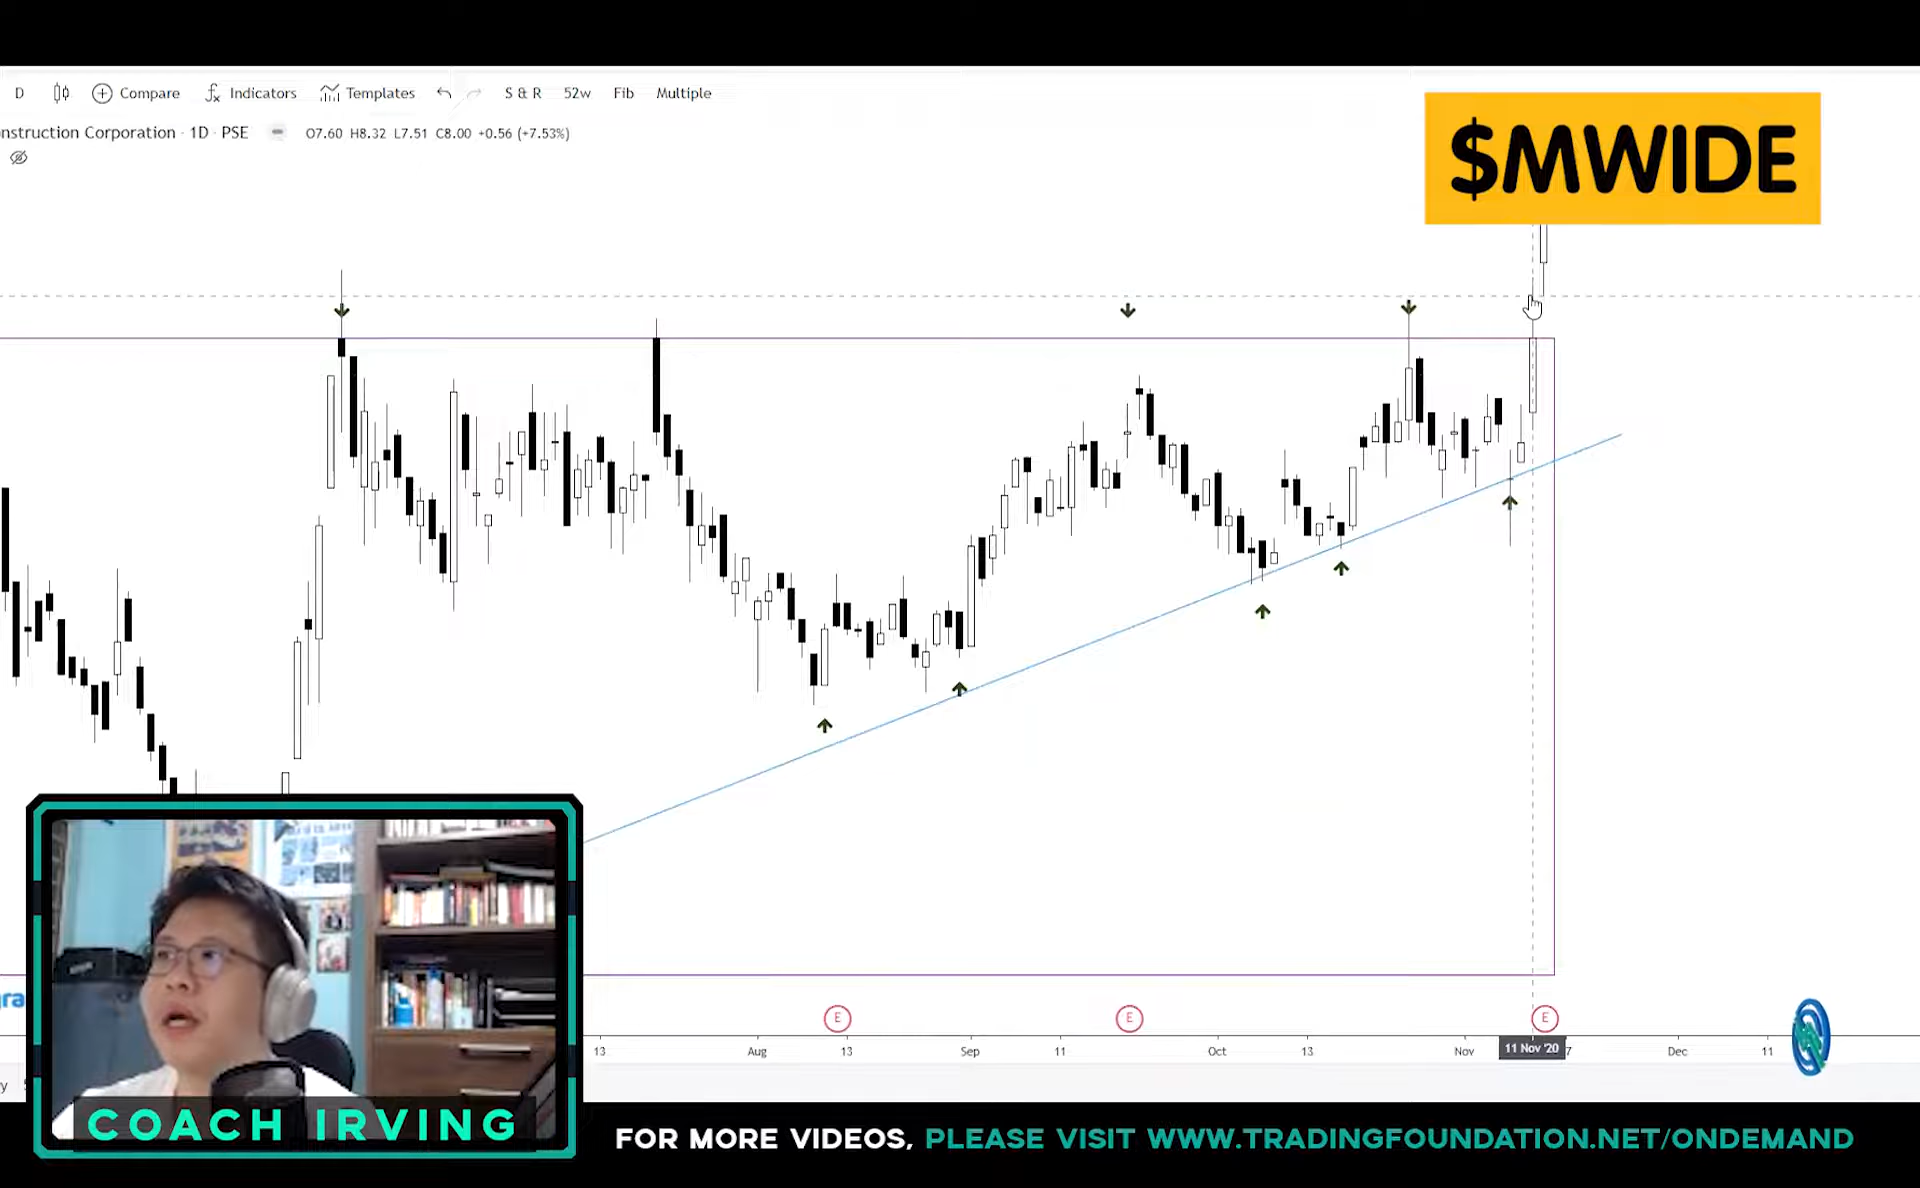 D Compare Indicators Templates S & R 52w Fib Multiple
$MWIDE
nstruction Corporation · 1D · PSE O7.60 H8.32 L7.51 C8.00 +0.56 (+7.53%)
E E E
13 Aug 13 Sep 11 Oct 13 Nov 11 Nov '20 7 Dec 11
COACH IRVING
FOR MORE VIDEOS, PLEASE VISIT WWW.TRADINGFOUNDATION.NET/ONDEMAND